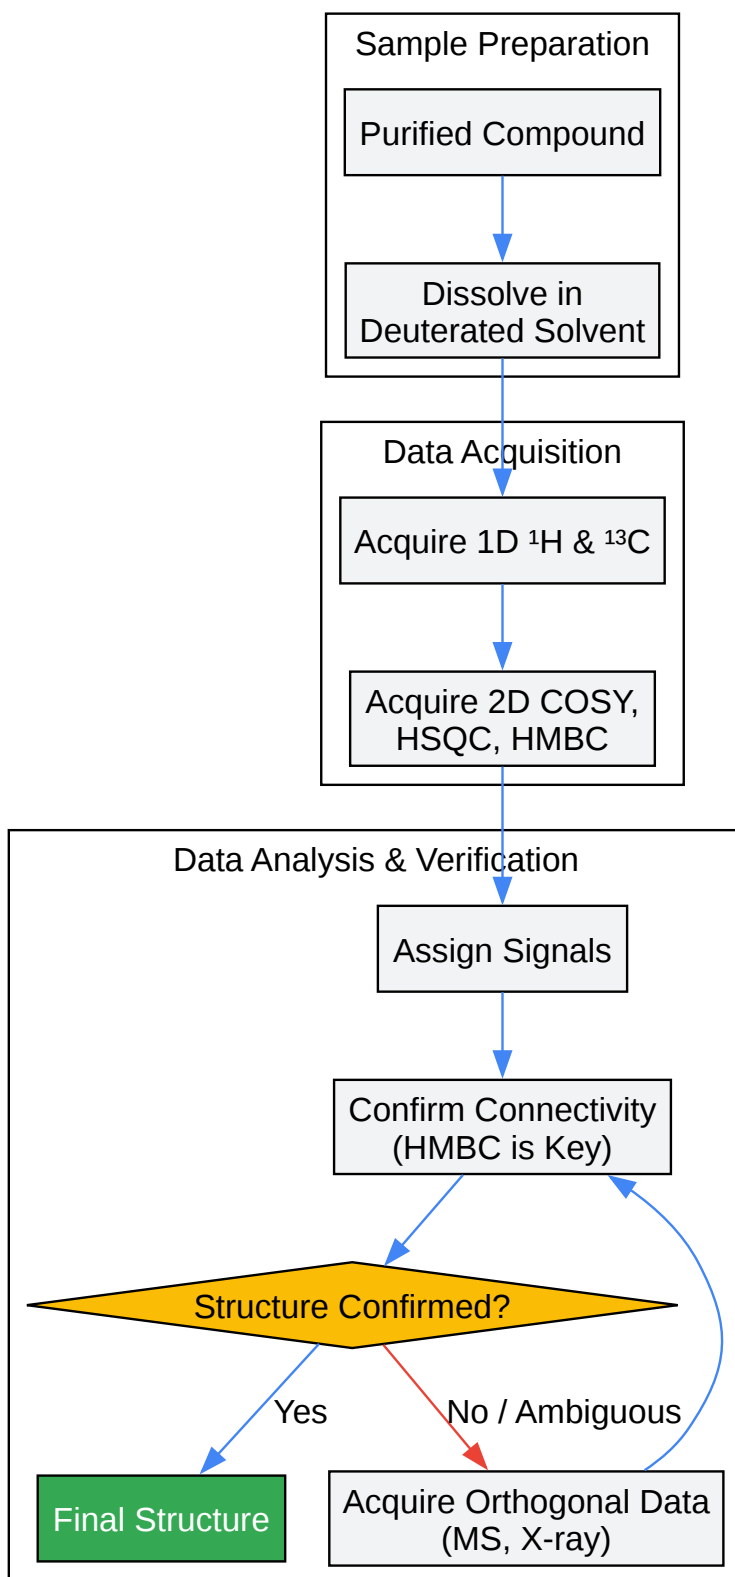 Sample Preparation
Purified Compound
Dissolve in
Deuterated Solvent
Data Acquisition
Acquire 1D ¹H & ¹³C
Acquire 2D COSY,
HSQC, HMBC
Data Analysis & Verification
Assign Signals
Confirm Connectivity
(HMBC is Key)
Structure Confirmed?
Yes
No / Ambiguous
Final Structure
Acquire Orthogonal Data
(MS, X-ray)